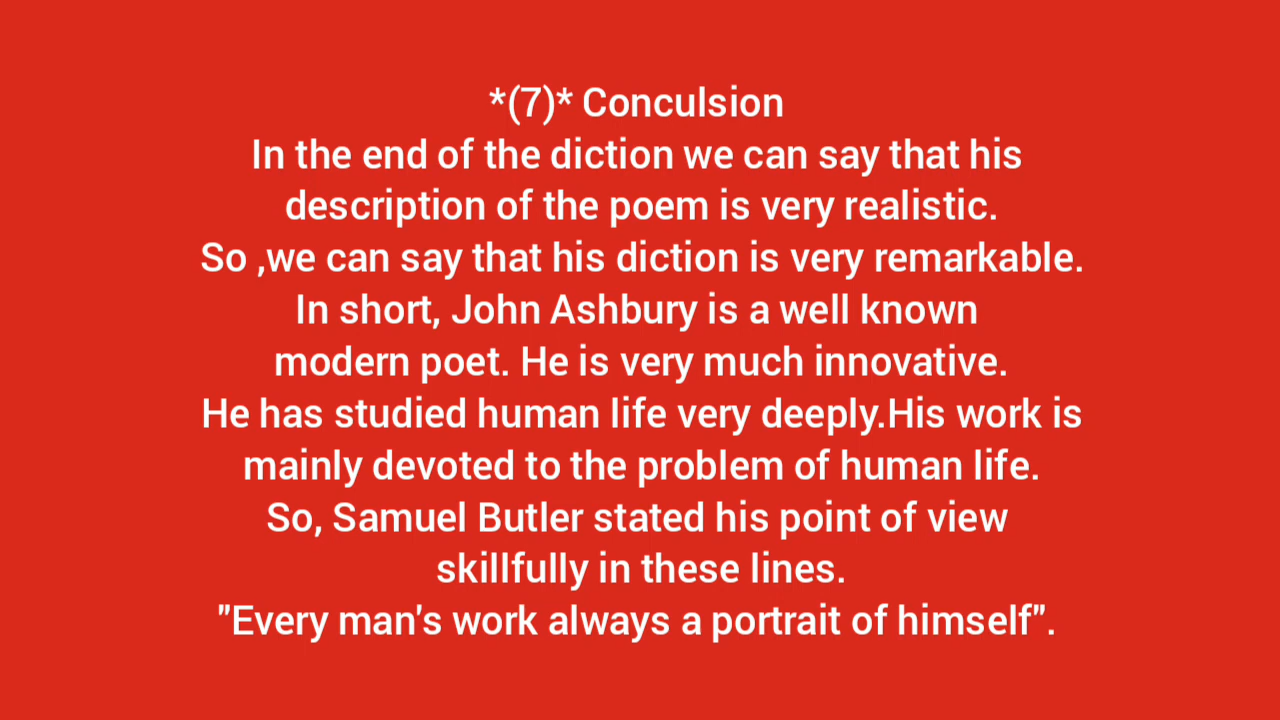 *(7)* Conculsion
In the end of the diction we can say that his
description of the poem is very realistic.
So ,we can say that his diction is very remarkable.
In short, John Ashbury is a well known
modern poet. He is very much innovative.
He has studied human life very deeply.His work is
mainly devoted to the problem of human life.
So, Samuel Butler stated his point of view
skillfully in these lines.
"Every man's work always a portrait of himself".